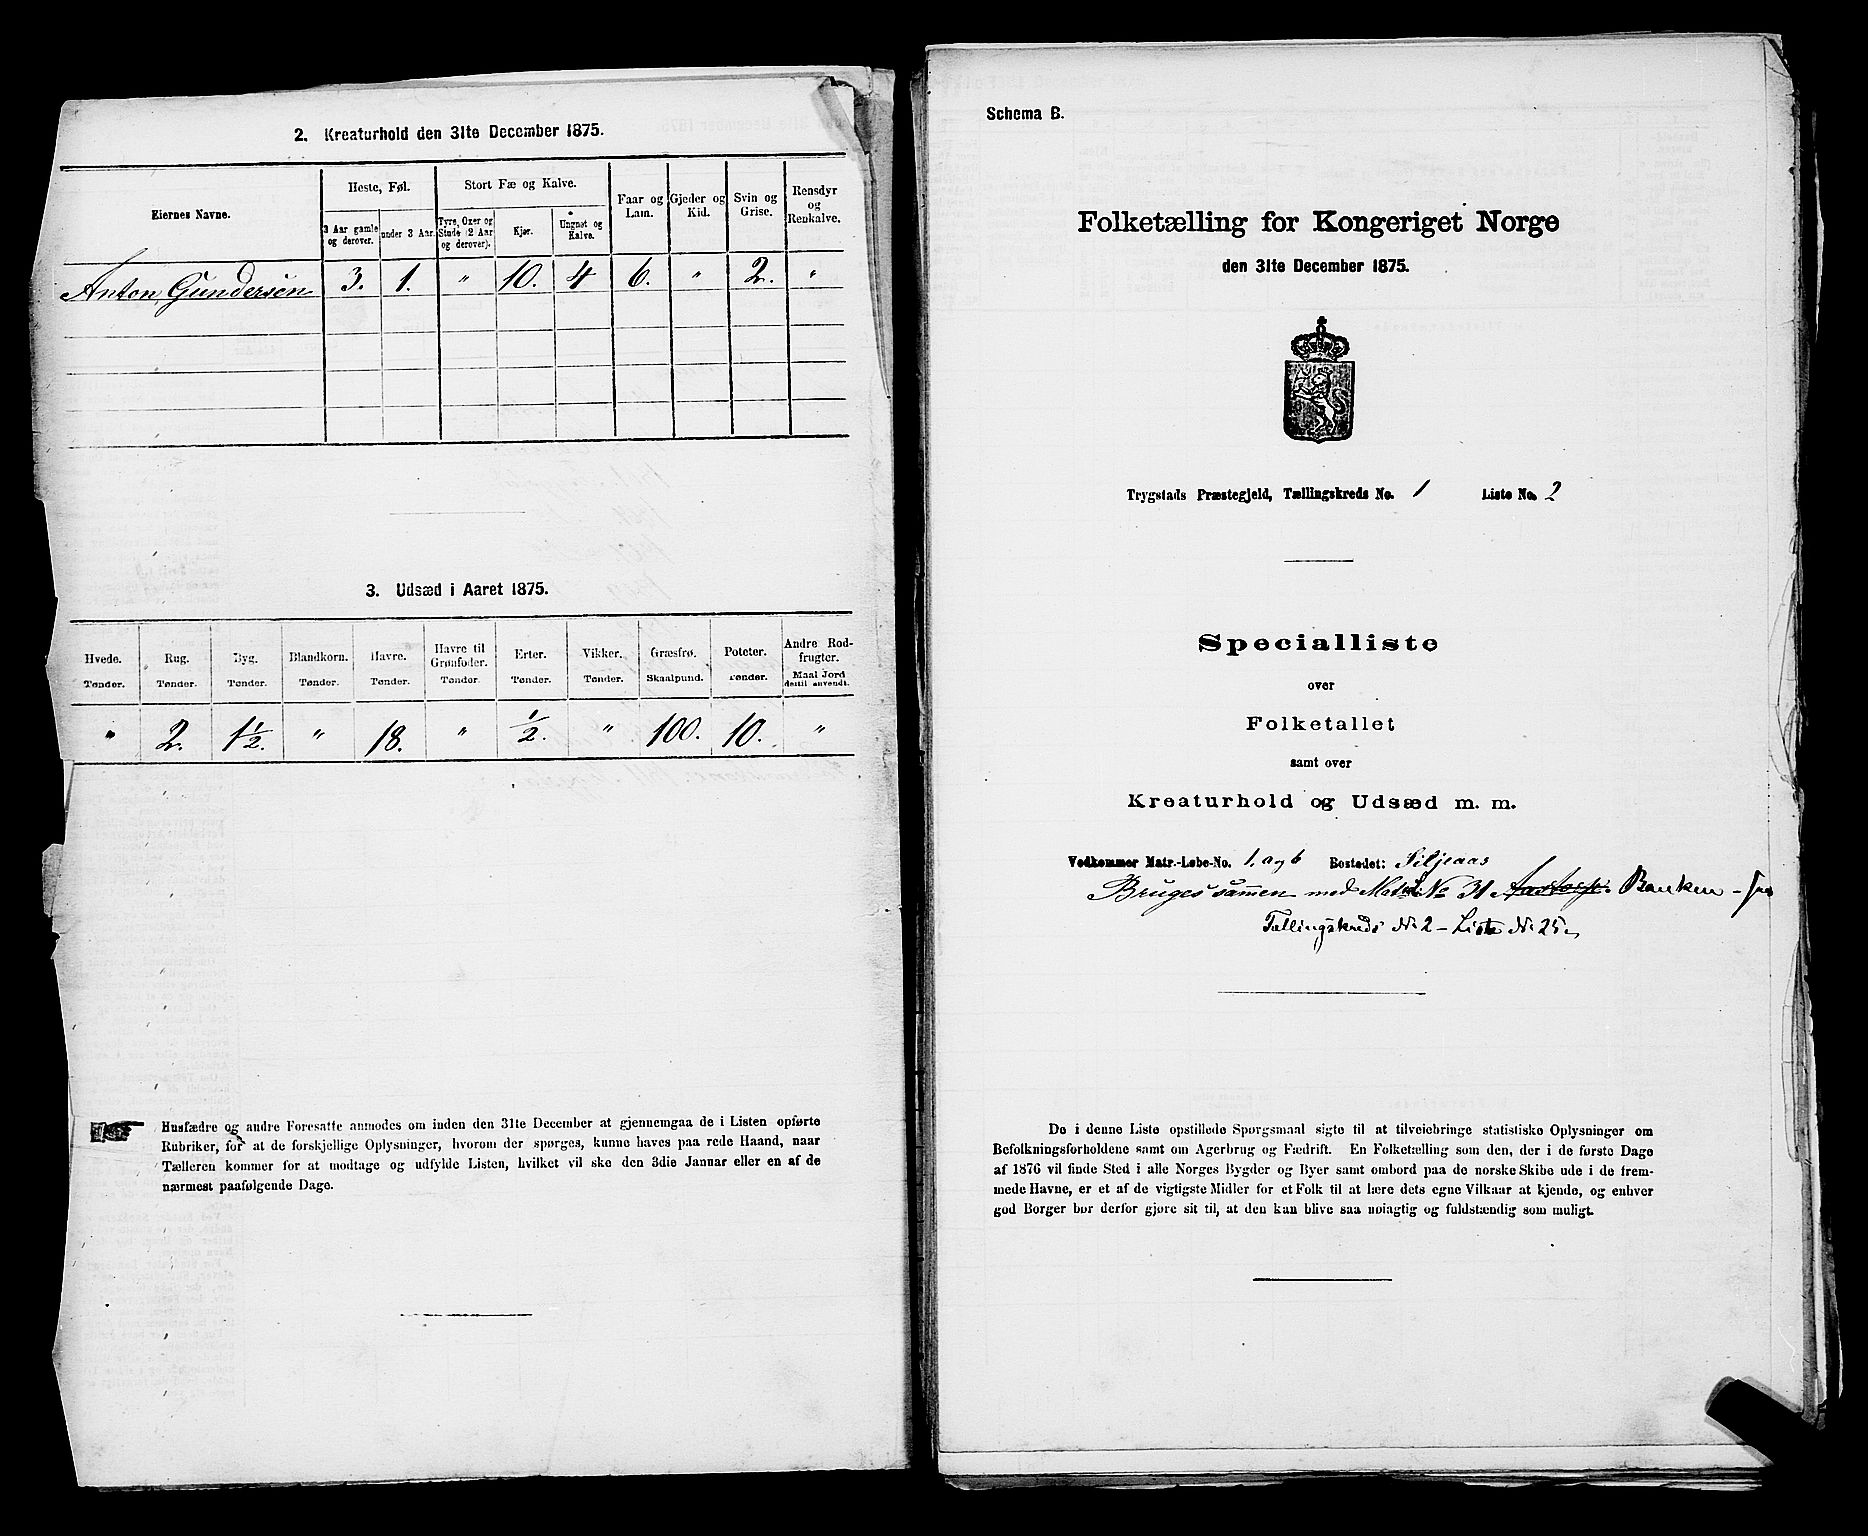 2. Kreaturhold den 31te December 1875.
Eiernes Navne.
Heste, Føl.
Stort Fæ og Kalve.
Faar og Lam.
Gjeder og Kid.
Svin og Grise.
Rensdyr og Renkalve.
3 Aar gamle og derover.
under 3 Aar.
Tyre, Oxer og Stude (2 Aar og derover).
Kjør.
Ungnøt og Kalve.
Anton Gundersen 3. 1. " 10. 4 6. " 2. "
3. Udsæd i Aaret 1875.
Hvede. Rug. Byg. Blandkorn. Havre. Havre til Grønfoder. Erter. Vikker. Græsfrø. Poteter. Andre Rodfrugter.
Tønder. Tønder. Tønder. Tønder. Tønder. Tønder. Tønder. Tønder. Skaalpund. Tønder. Maal Jord dertil anvendt.
" 2. 1½. " 18. " ½. " 100. 10. "
Husfædre og andre Foresatte anmodes om inden den 31te December at gjennemgaa de i Listen opførte
Rubriker, for at de forskjellige Oplysninger, hvorom der spørges, kunne haves paa rede Haand, naar
Tælleren kommer for at modtage og udfylde Listen, hvilket vil ske den 3die Januar eller en af de
nærmest paafølgende Dage.
Schema B.
Folketælling for Kongeriget Norge
den 31te December 1875.
Trygstads Præstegjeld, Tællingskreds No. 1 Liste No. 2
Specialliste
over
Folketallet
samt over
Kreaturhold og Udsæd m. m.
Vedkommer Matr.-Løbe-No. 1. a og b Bostedet: Siljeaas
Bruges sammen med Matr. L. No 31 Banken -
Tællingskreds No 2 - Liste No 25.
De i denne Liste opstillede Spørgsmaal sigte til at tilveiebringe statistiske Oplysninger om
Befolkningsforholdene samt om Agerbrug og Fædrift. En Folketælling som den, der i de første Dage
af 1876 vil finde Sted i alle Norges Bygder og Byer samt ombord paa de norske Skibe ude i de frem-
mede Havne, er et af de vigtigste Midler for et Folk til at lære dets egne Vilkaar at kjende, og enhver
god Borger bør derfor gjøre sit til, at den kan blive saa nøiagtig og fuldstændig som muligt.